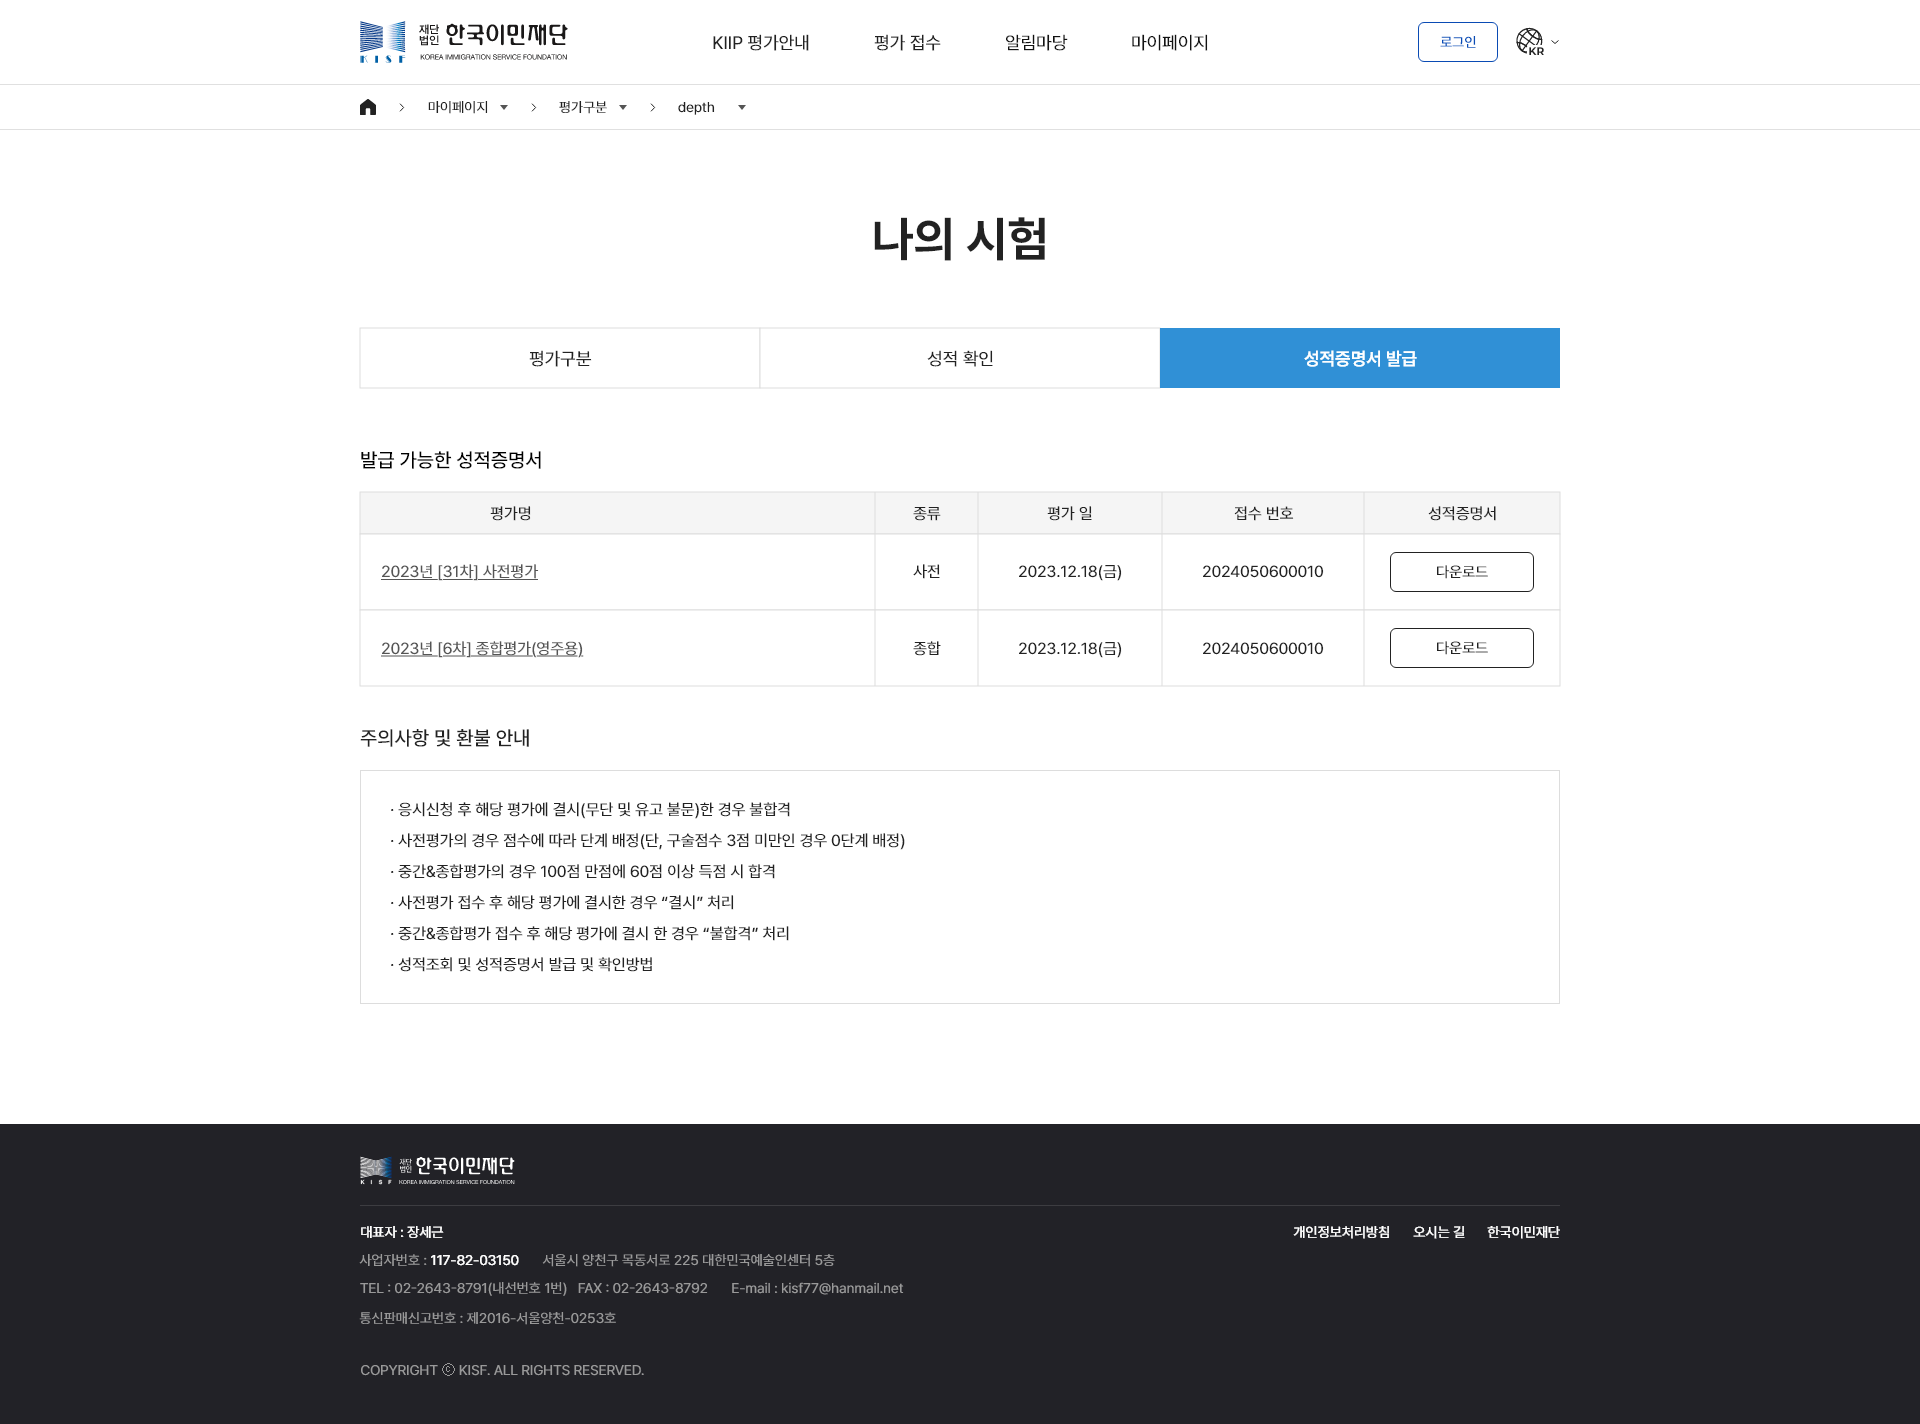 재단
법인 한국이민재단
KISF KOREA IMMIGRATION SERVICE FOUNDATION
KIIP 평가안내 평가 접수 알림마당 마이페이지
로그인 KR
마이페이지 평가구분 depth
나의 시험
평가구분 성적 확인 성적증명서 발급
발급 가능한 성적증명서
평가명 종류 평가 일 접수 번호 성적증명서
2023년 [31차] 사전평가 사전 2023.12.18(금) 2024050600010 다운로드
2023년 [6차] 종합평가(영주용) 종합 2023.12.18(금) 2024050600010 다운로드
주의사항 및 환불 안내
· 응시신청 후 해당 평가에 결시(무단 및 유고 불문)한 경우 불합격
· 사전평가의 경우 점수에 따라 단계 배정(단, 구술점수 3점 미만인 경우 0단계 배정)
· 중간&종합평가의 경우 100점 만점에 60점 이상 득점 시 합격
· 사전평가 접수 후 해당 평가에 결시한 경우 “결시” 처리
· 중간&종합평가 접수 후 해당 평가에 결시 한 경우 “불합격” 처리
· 성적조회 및 성적증명서 발급 및 확인방법
재단
법인 한국이민재단
KISF KOREA IMMIGRATION SERVICE FOUNDATION
대표자 : 장세근 개인정보처리방침 오시는 길 한국이민재단
사업자번호 : 117-82-03150 서울시 양천구 목동서로 225 대한민국예술인센터 5층
TEL : 02-2643-8791(내선번호 1번) FAX : 02-2643-8792 E-mail : kisf77@hanmail.net
통신판매신고번호 : 제2016-서울양천-0253호
COPYRIGHT ⓒ KISF. ALL RIGHTS RESERVED.